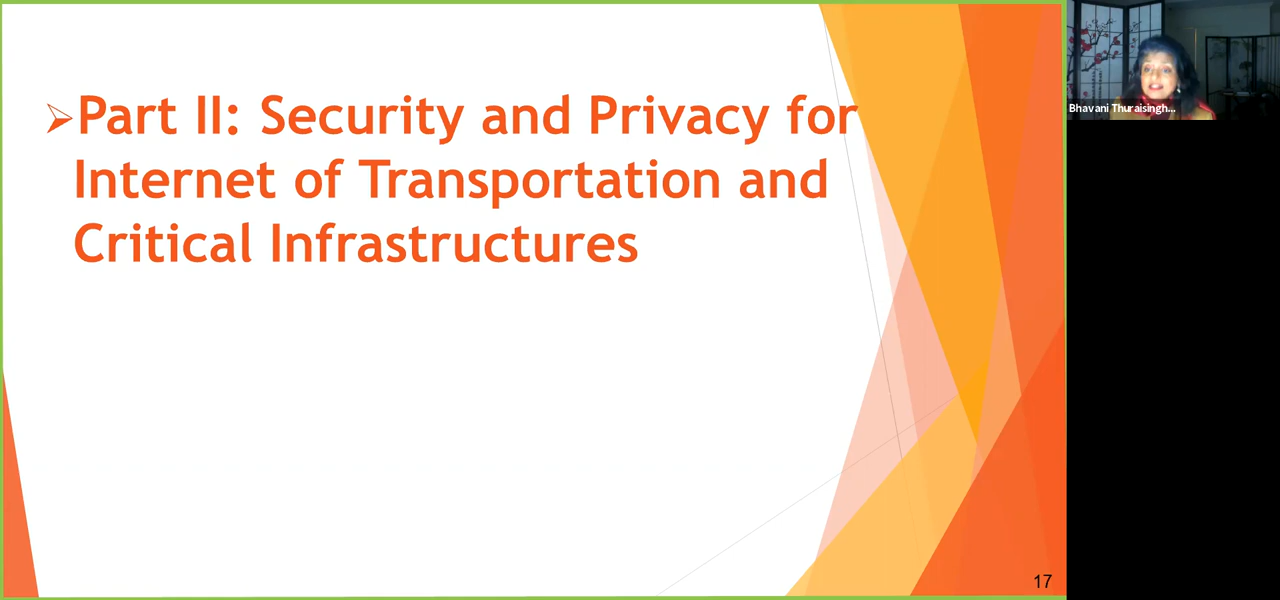 Part II: Security and Privacy for
Internet of Transportation and
Critical Infrastructures
17
Bhavani Thuraisingh...